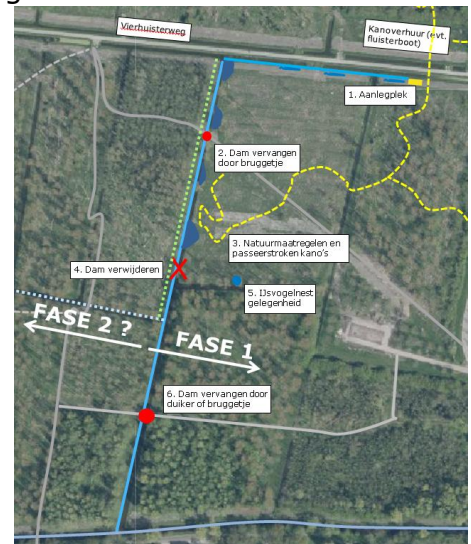 Vierhuisterweg
Kanoverhuur (evt.
fluisterboot)
1. Aanlegplek
2. Dam vervangen
door bruggetje
3. Natuurmaatregelen en
passeerstroken kano's
4. Dam verwijderen
5. IJsvogelnest
gelegenheid
FASE 2 ?
FASE 1
6. Dam vervangen door
duiker of bruggetje